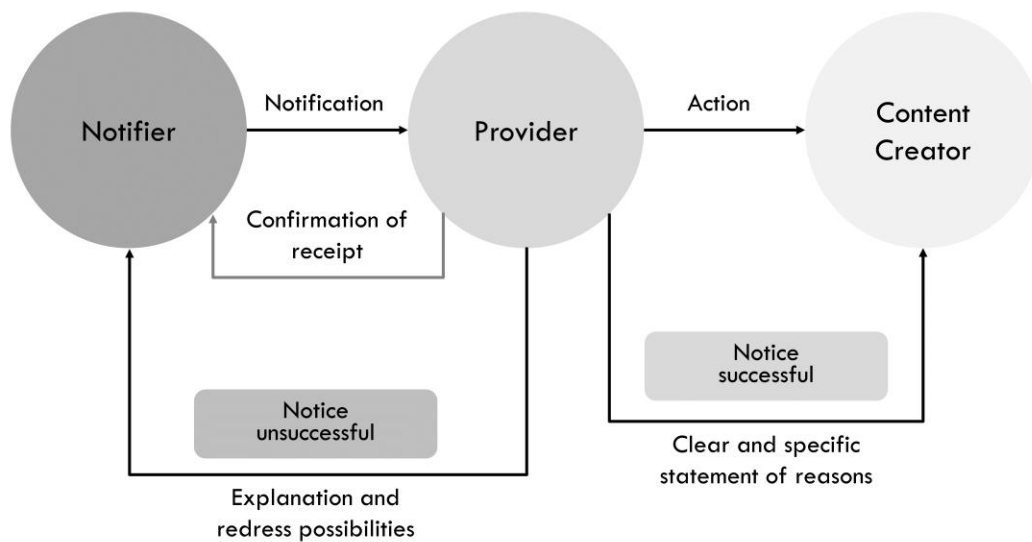 Notification
Action
Notifier
Provider
Content
Creator
Confirmation of
receipt
Notice
successful
Notice
unsuccessful
Clear and specific
statement of reasons
Explanation and
redress possibilities